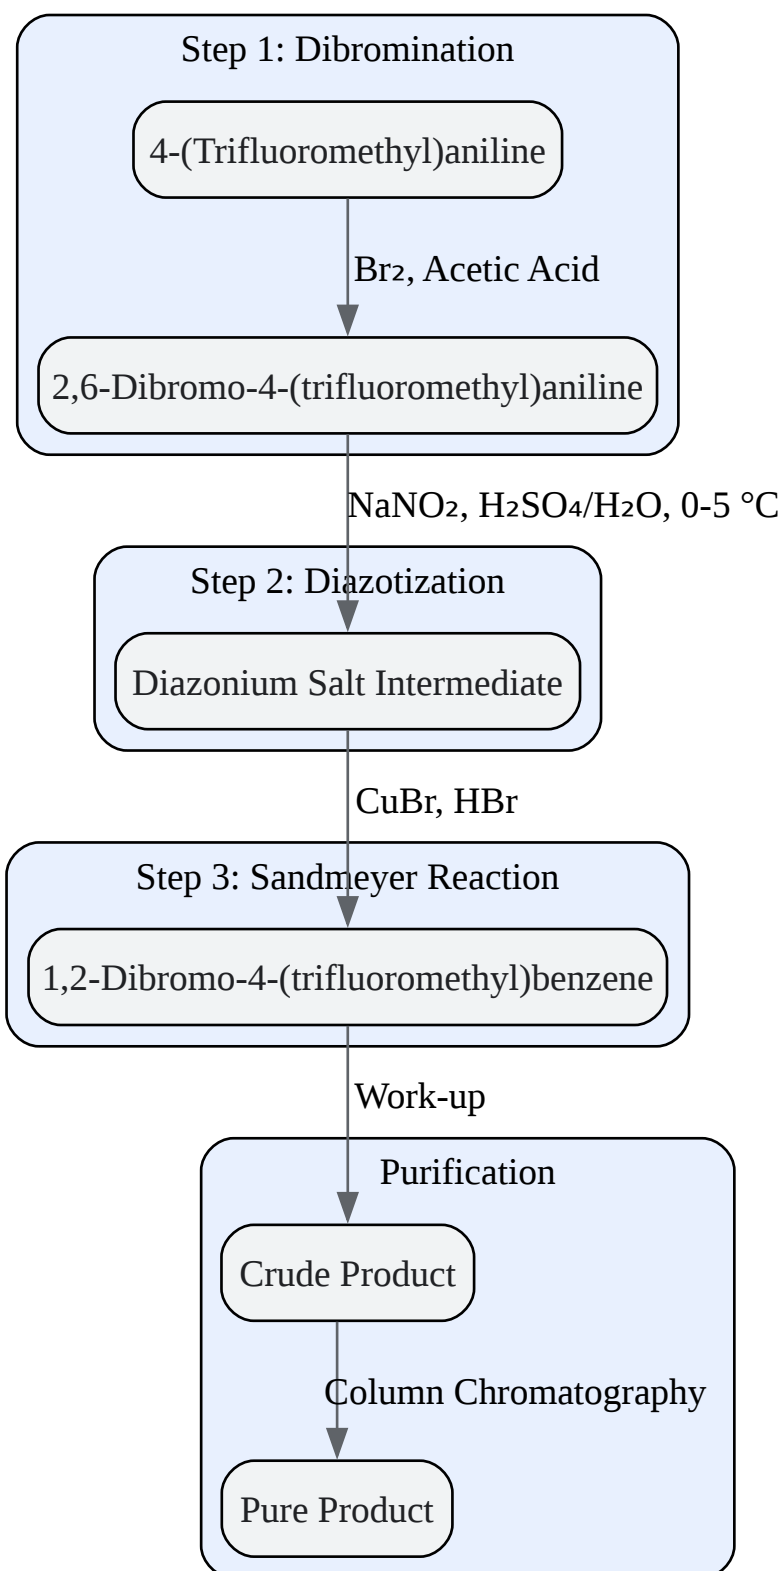 Step 1: Dibromination
4-(Trifluoromethyl)aniline
Br₂, Acetic Acid
2,6-Dibromo-4-(trifluoromethyl)aniline
NaNO₂, H₂SO₄/H₂O, 0-5 °C
Step 2: Diazotization
Diazonium Salt Intermediate
CuBr, HBr
Step 3: Sandmeyer Reaction
1,2-Dibromo-4-(trifluoromethyl)benzene
Work-up
Purification
Crude Product
Column Chromatography
Pure Product